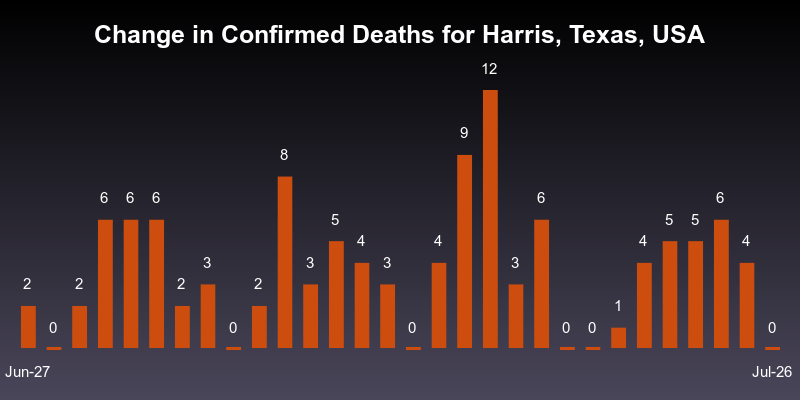 Change in Confirmed Deaths for Harris, Texas, USA
2 0 2 6 6 6 2 3 0 2 8 3 5 4 3 0 4 9 12 3 6 0 0 1 4 5 5 6 4 0
Jun-27 Jul-26